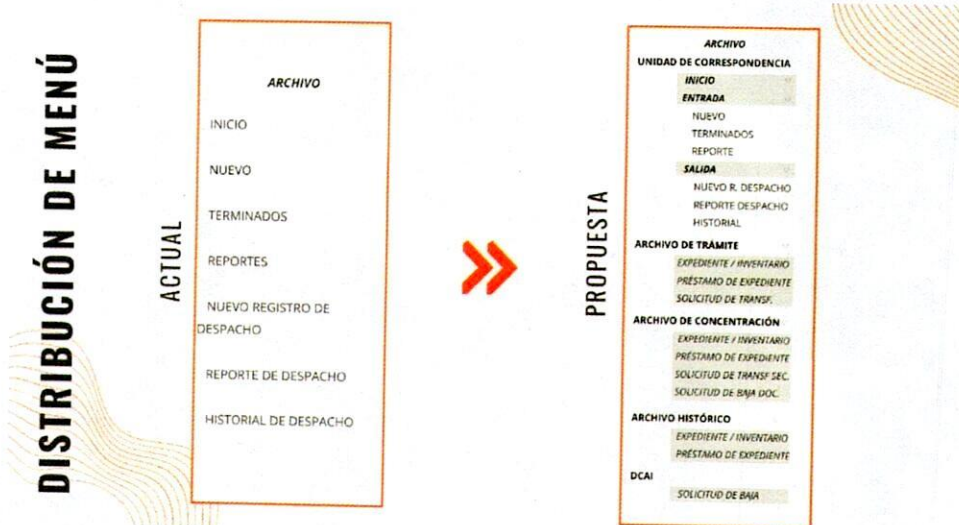 DISTRIBUCIÓN DE MENÚ
ACTUAL
ARCHIVO
INICIO
NUEVO
TERMINADOS
REPORTES
NUEVO REGISTRO DE
DESPACHO
REPORTE DE DESPACHO
HISTORIAL DE DESPACHO
PROPUESTA
ARCHIVO
UNIDAD DE CORRESPONDENCIA
INICIO
ENTRADA
NUEVO
TERMINADOS
REPORTE
SALIDA
NUEVO R. DESPACHO
REPORTE DESPACHO
HISTORIAL
ARCHIVO DE TRÁMITE
EXPEDIENTE / INVENTARIO
PRÉSTAMO DE EXPEDIENTE
SOLICITUD DE TRANSF.
ARCHIVO DE CONCENTRACIÓN
EXPEDIENTE / INVENTARIO
PRÉSTAMO DE EXPEDIENTE
SOLICITUD DE TRANSF SEC.
SOLICITUD DE BAJA DOC.
ARCHIVO HISTÓRICO
EXPEDIENTE / INVENTARIO
PRÉSTAMO DE EXPEDIENTE
DCAI
SOLICITUD DE BAJA